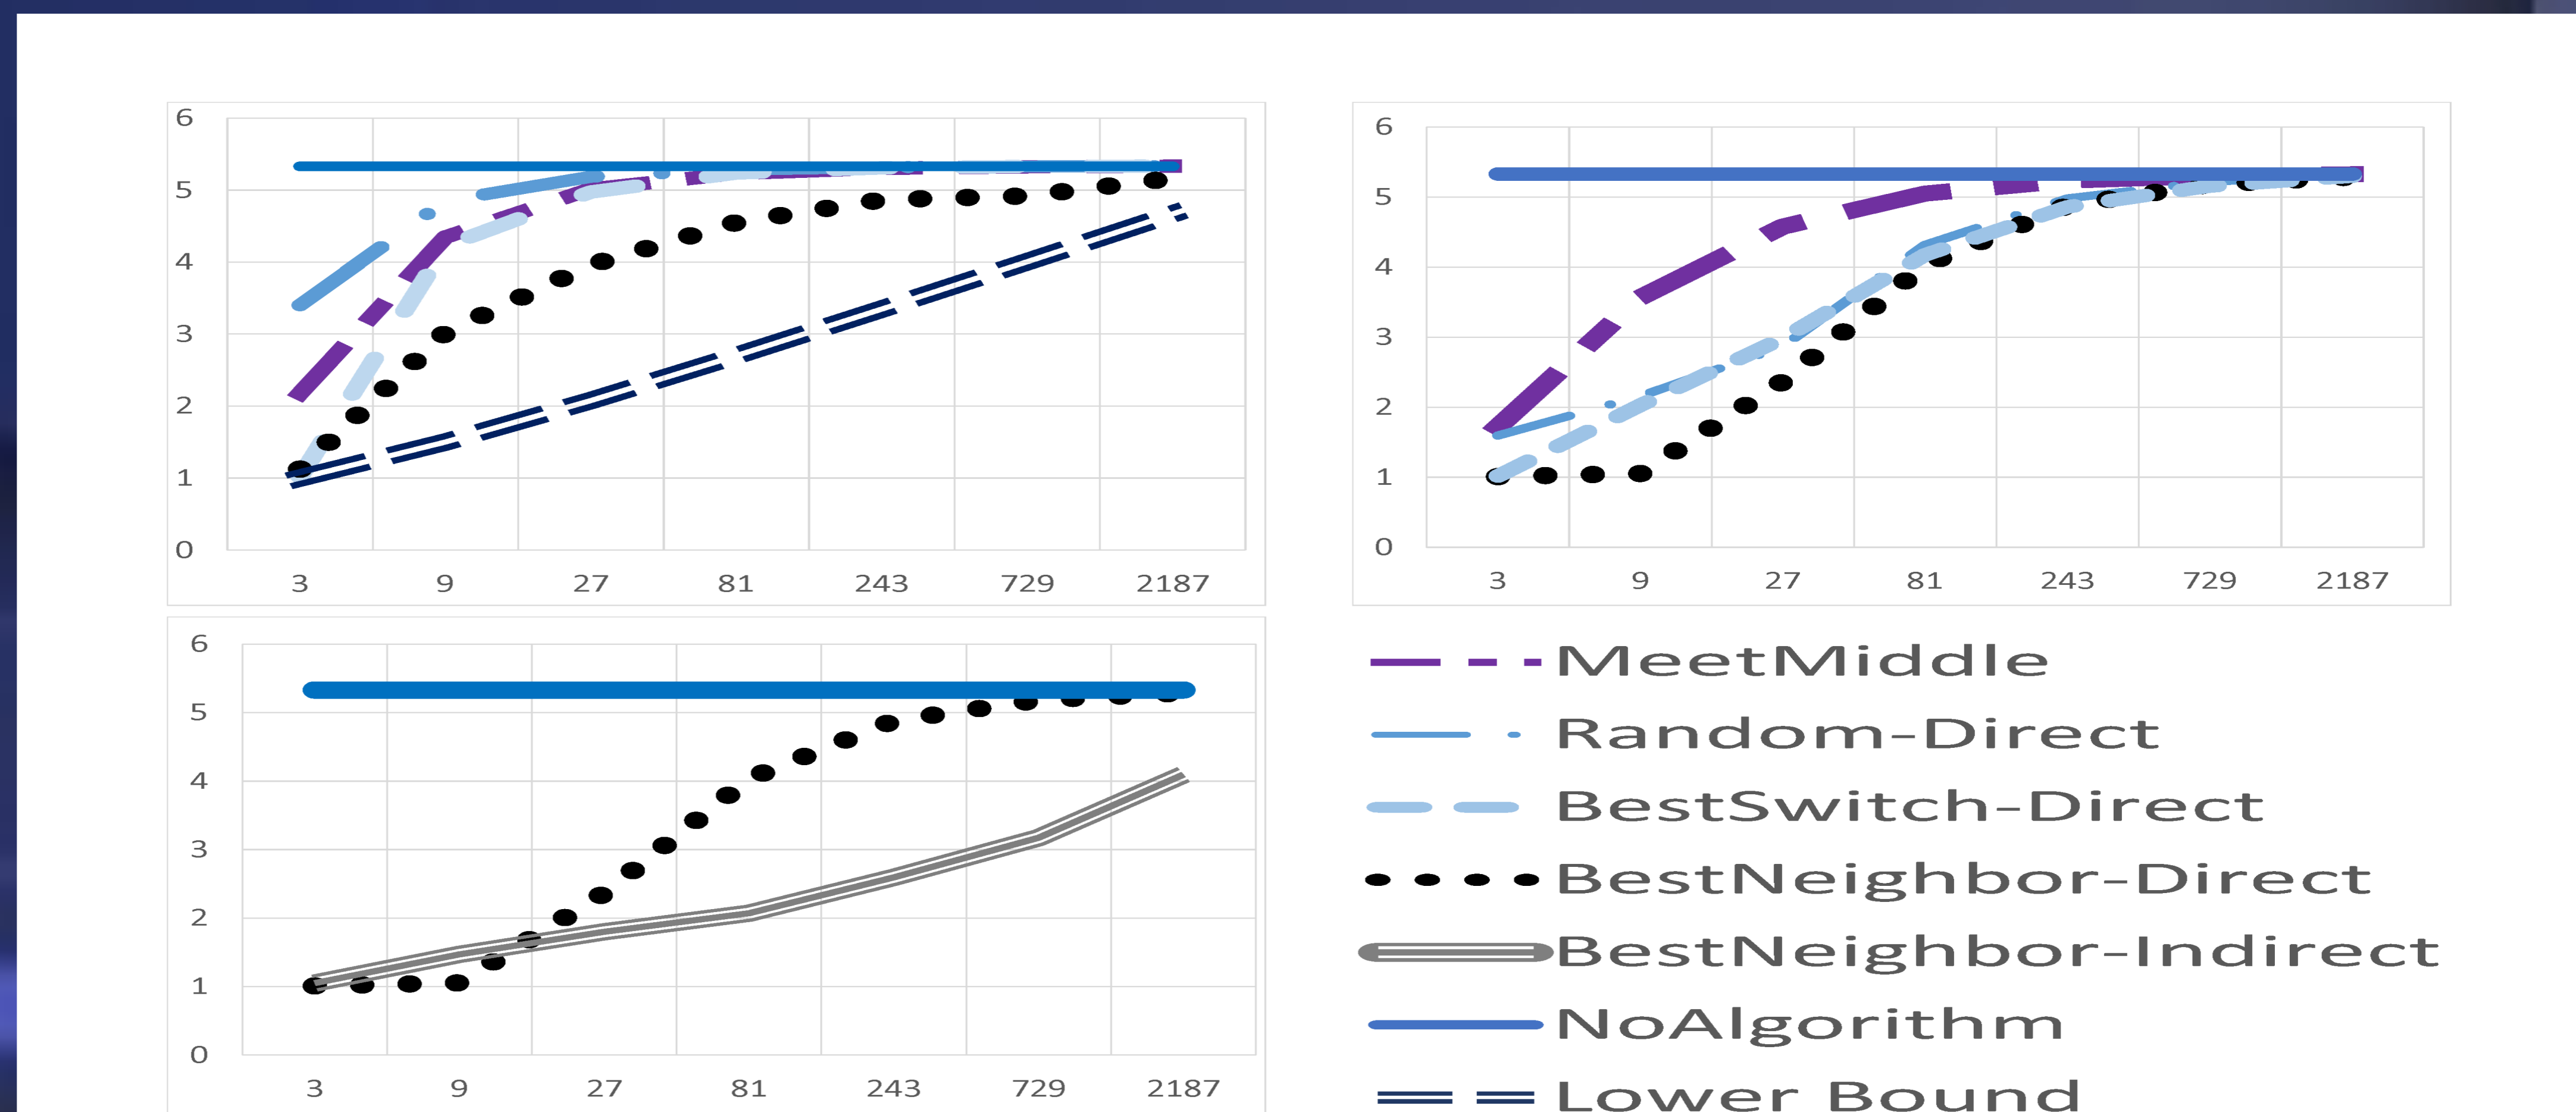 6
5
4
3
2
1
0
3 9 27 81 243 729 2187
6
5
4
3
2
1
0
3 9 27 81 243 729 2187
6
5
4
3
2
1
0
3 9 27 81 243 729 2187
MeetMiddle
Random-Direct
BestSwitch-Direct
BestNeighbor-Direct
BestNeighbor-Indirect
NoAlgorithm
Lower Bound